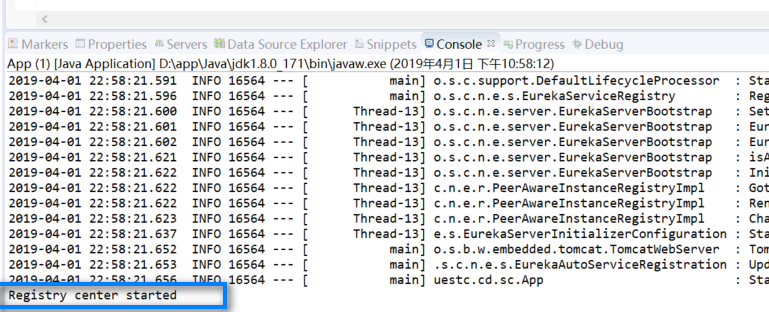 Markers Properties Servers Data Source Explorer Snippets Console Progress Debug
App (1) [Java Application] D:\app\Java\jdk1.8.0_171\bin\javaw.exe (2019年4月1日 下午10:58:12)
2019-04-01 22:58:21.591 INFO 16564 --- [ main] o.s.c.support.DefaultLifecycleProcessor : Sta
2019-04-01 22:58:21.596 INFO 16564 --- [ main] o.s.c.n.e.s.EurekaServiceRegistry : Reg
2019-04-01 22:58:21.600 INFO 16564 --- [ Thread-13] o.s.c.n.e.server.EurekaServerBootstrap : Set
2019-04-01 22:58:21.601 INFO 16564 --- [ Thread-13] o.s.c.n.e.server.EurekaServerBootstrap : Eur
2019-04-01 22:58:21.602 INFO 16564 --- [ Thread-13] o.s.c.n.e.server.EurekaServerBootstrap : Eur
2019-04-01 22:58:21.621 INFO 16564 --- [ Thread-13] o.s.c.n.e.server.EurekaServerBootstrap : isA
2019-04-01 22:58:21.622 INFO 16564 --- [ Thread-13] o.s.c.n.e.server.EurekaServerBootstrap : Ini
2019-04-01 22:58:21.622 INFO 16564 --- [ Thread-13] c.n.e.r.PeerAwareInstanceRegistryImpl : Got
2019-04-01 22:58:21.622 INFO 16564 --- [ Thread-13] c.n.e.r.PeerAwareInstanceRegistryImpl : Ren
2019-04-01 22:58:21.623 INFO 16564 --- [ Thread-13] c.n.e.r.PeerAwareInstanceRegistryImpl : Cha
2019-04-01 22:58:21.637 INFO 16564 --- [ Thread-13] e.s.EurekaServerInitializerConfiguration : Sta
2019-04-01 22:58:21.652 INFO 16564 --- [ main] o.s.b.w.embedded.tomcat.TomcatWebServer : Tom
2019-04-01 22:58:21.653 INFO 16564 --- [ main] .s.c.n.e.s.EurekaAutoServiceRegistration : Upd
2019-04-01 22:58:21.656 INFO 16564 --- [ main] uestc.cd.sc.App : Sta
Registry center started